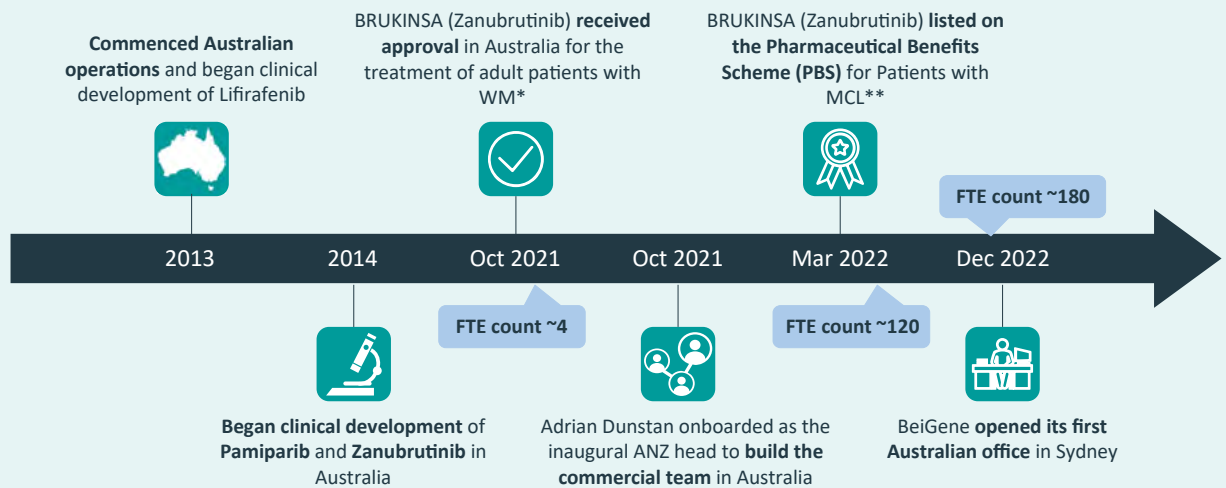 Commenced Australian
operations and began clinical
development of Lifirafenib
BRUKINSA (Zanubrutinib) received
approval in Australia for the
treatment of adult patients with
WM*
BRUKINSA (Zanubrutinib) listed on
the Pharmaceutical Benefits
Scheme (PBS) for Patients with
MCL**
FTE count ~180
2013
2014
Oct 2021
Oct 2021
Mar 2022
Dec 2022
FTE count ~4
FTE count ~120
Began clinical development of
Pamiparib and Zanubrutinib in
Australia
Adrian Dunstan onboarded as the
inaugural ANZ head to build the
commercial team in Australia
BeiGene opened its first
Australian office in Sydney